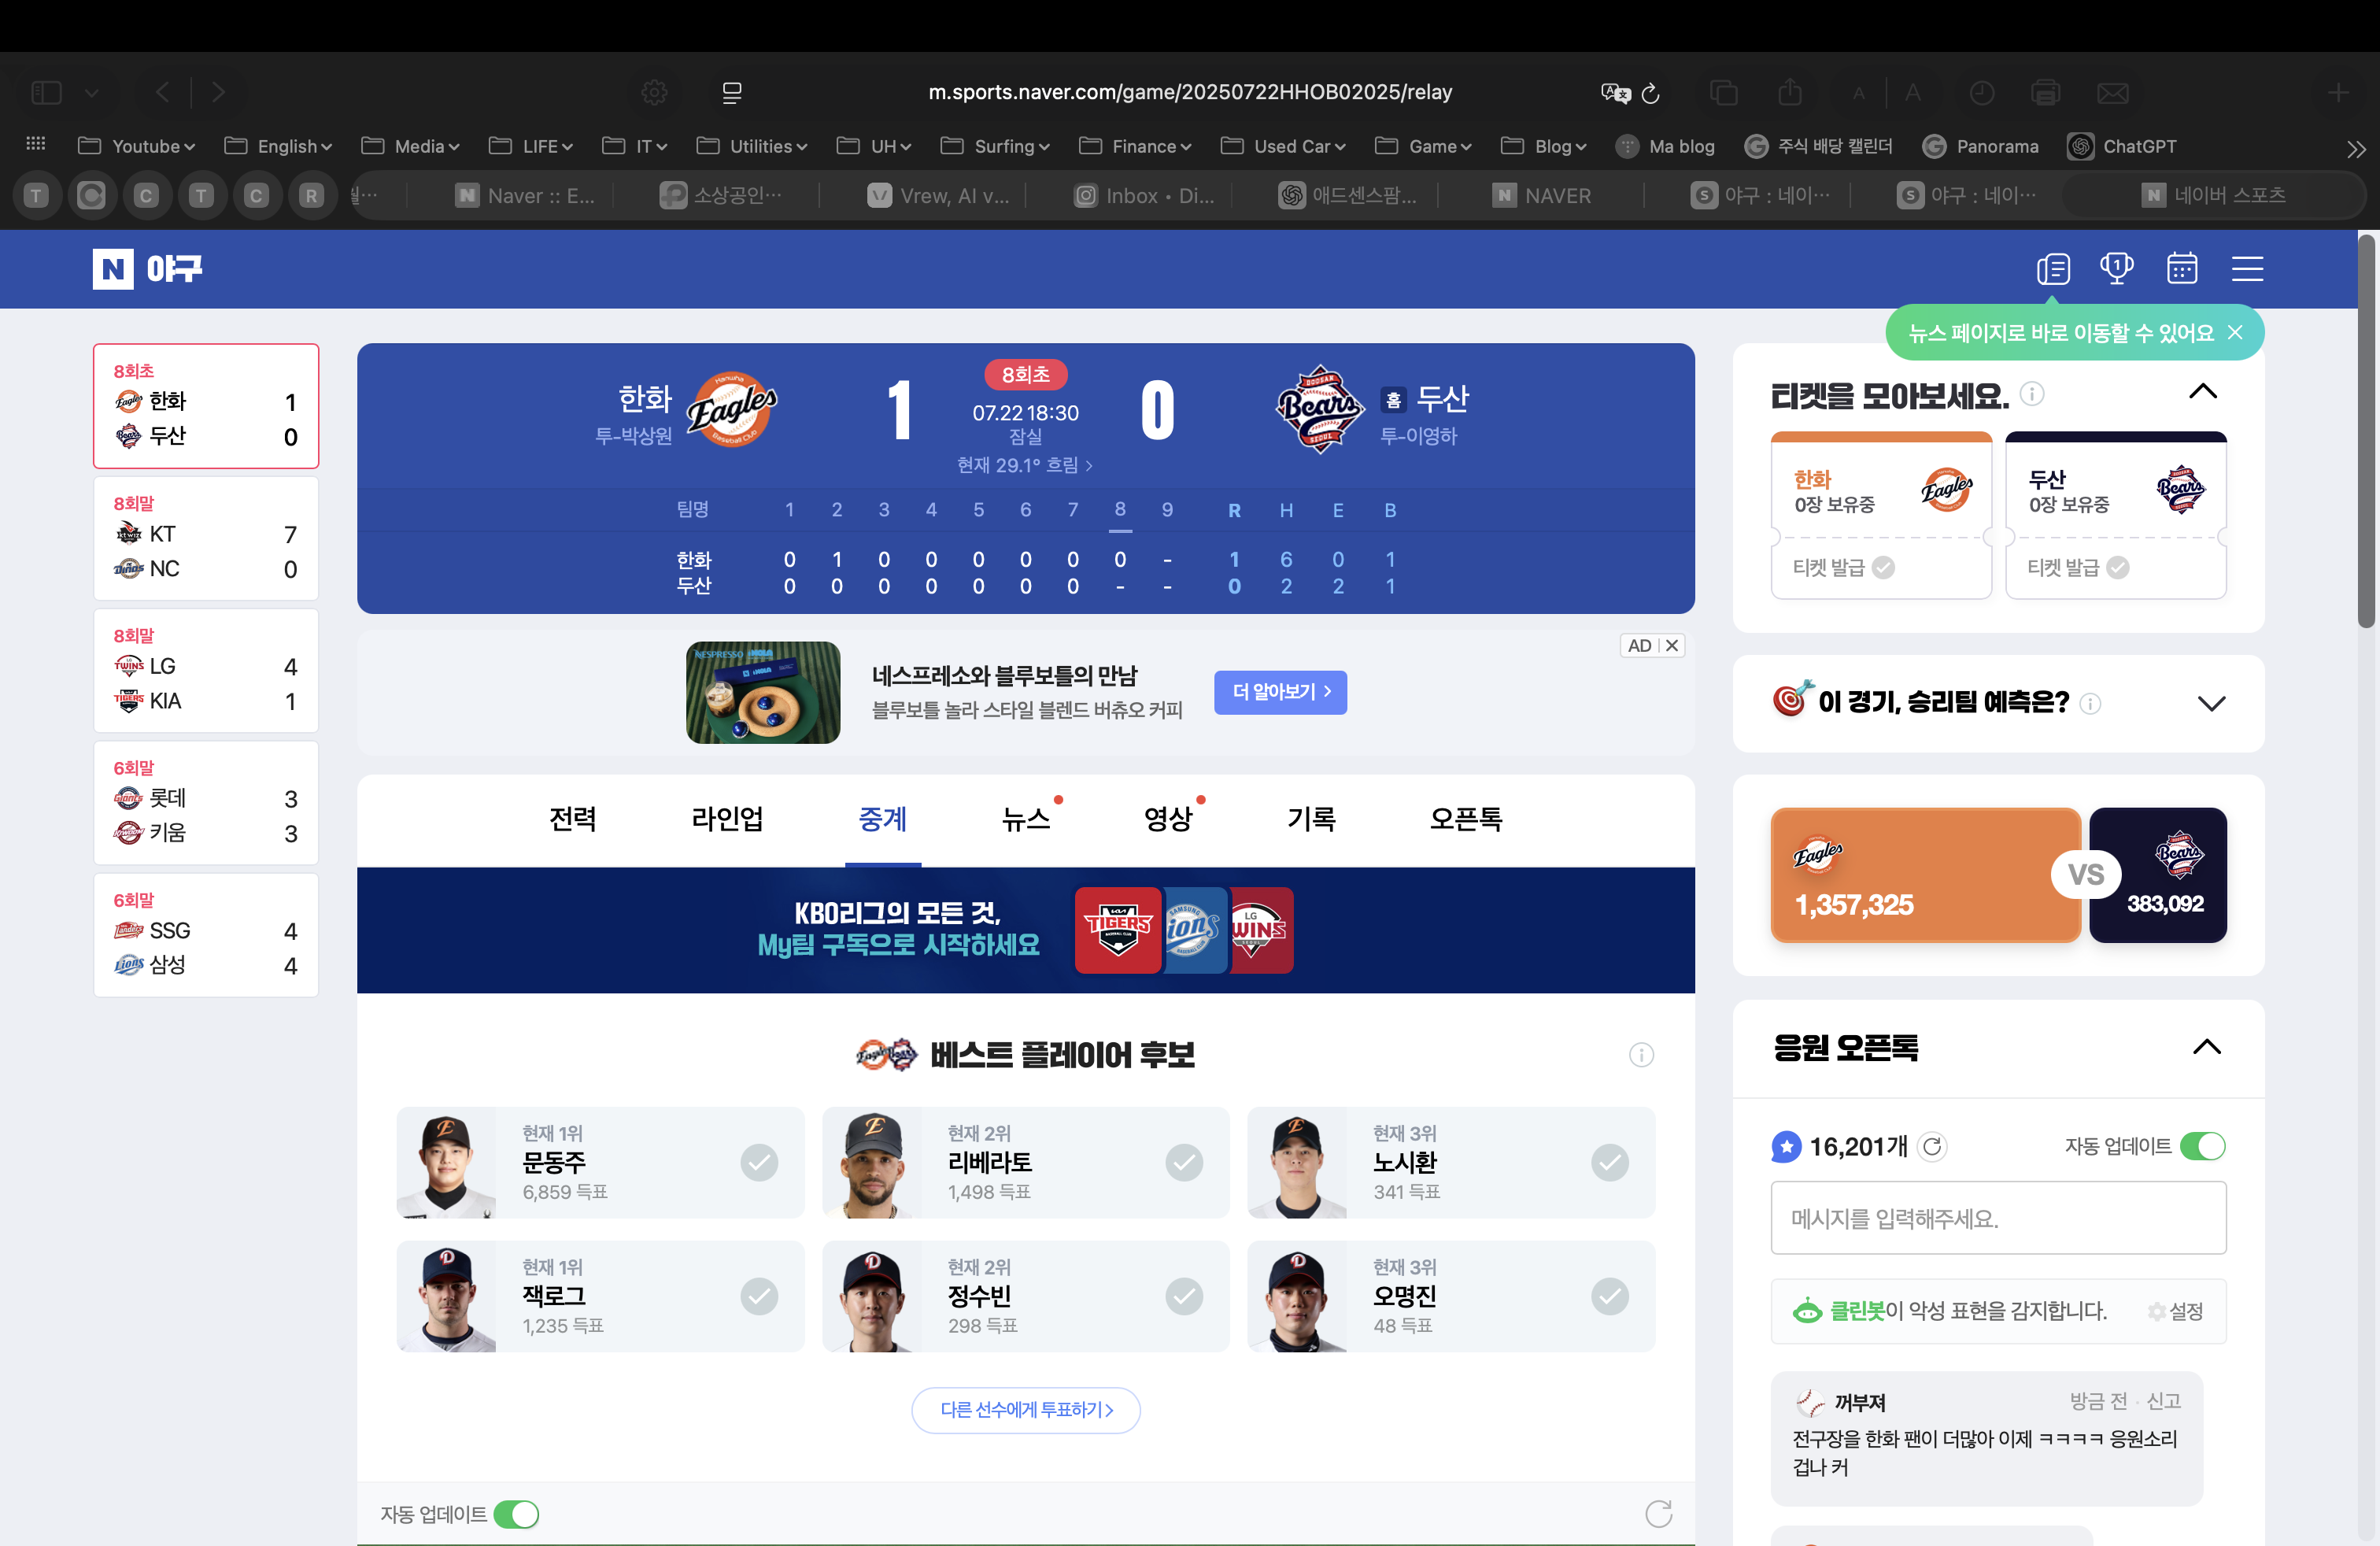 m.sports.naver.com/game/20250722HHOB02025/relay
Youtube English Media LIFE IT Utilities UH Surfing Finance Used Car Game Blog Ma blog 주식 배당 캘린더 Panorama ChatGPT
T C C T C R Naver :: E... 소상공인… Vrew, AI v... Inbox • Di... 애드센스팜... NAVER 야구 : 네이… 야구 : 네이… 네이버 스포츠
N 야구
뉴스 페이지로 바로 이동할 수 있어요
8회초
한화 1
두산 0
8회말
KT 7
NC 0
8회말
LG 4
KIA 1
6회말
롯데 3
키움 3
6회말
SSG 4
삼성 4
한화
투-박상원
1
8회초
07.22 18:30
잠실
현재 29.1° 흐림
0
홈 두산
투-이영하
팀명 1 2 3 4 5 6 7 8 9 R H E B
한화 0 1 0 0 0 0 0 0 - 1 6 0 1
두산 0 0 0 0 0 0 0 - - 0 2 2 1
네스프레소와 블루보틀의 만남
블루보틀 놀라 스타일 블렌드 버츄오 커피
더 알아보기
AD
전력 라인업 중계 뉴스 영상 기록 오픈톡
KBO리그의 모든 것,
My팀 구독으로 시작하세요
베스트 플레이어 후보
현재 1위
문동주
6,859 득표
현재 2위
리베라토
1,498 득표
현재 3위
노시환
341 득표
현재 1위
잭로그
1,235 득표
현재 2위
정수빈
298 득표
현재 3위
오명진
48 득표
다른 선수에게 투표하기
자동 업데이트
티켓을 모아보세요.
한화
0장 보유중
티켓 발급
두산
0장 보유중
티켓 발급
이 경기, 승리팀 예측은?
1,357,325
VS
383,092
응원 오픈톡
16,201개
자동 업데이트
메시지를 입력해주세요.
클린봇이 악성 표현을 감지합니다. 설정
꺼부져 방금 전 · 신고
전구장을 한화 팬이 더많아 이제 ㅋㅋㅋㅋ 응원소리
겁나 커